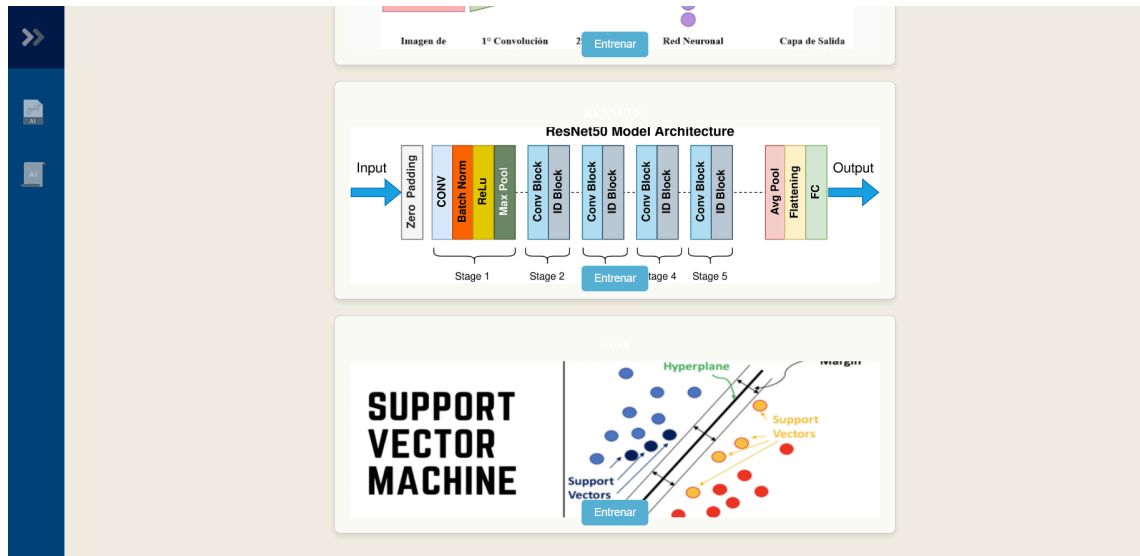 Imagen de
1° Convolución
2
Entrenar
Red Neuronal
Capa de Salida
ResNet50 Model Architecture
Input
Zero Padding
CONV
Batch Norm
ReLu
Max Pool
Conv Block
ID Block
Conv Block
ID Block
Conv Block
ID Block
Conv Block
ID Block
Avg Pool
Flattening
FC
Output
Stage 1
Stage 2
Entrenar
tage 4
Stage 5
SVM
SUPPORT
VECTOR
MACHINE
Hyperplane
Margin
Support
Vectors
Support
Vectors
Entrenar
AI
AI